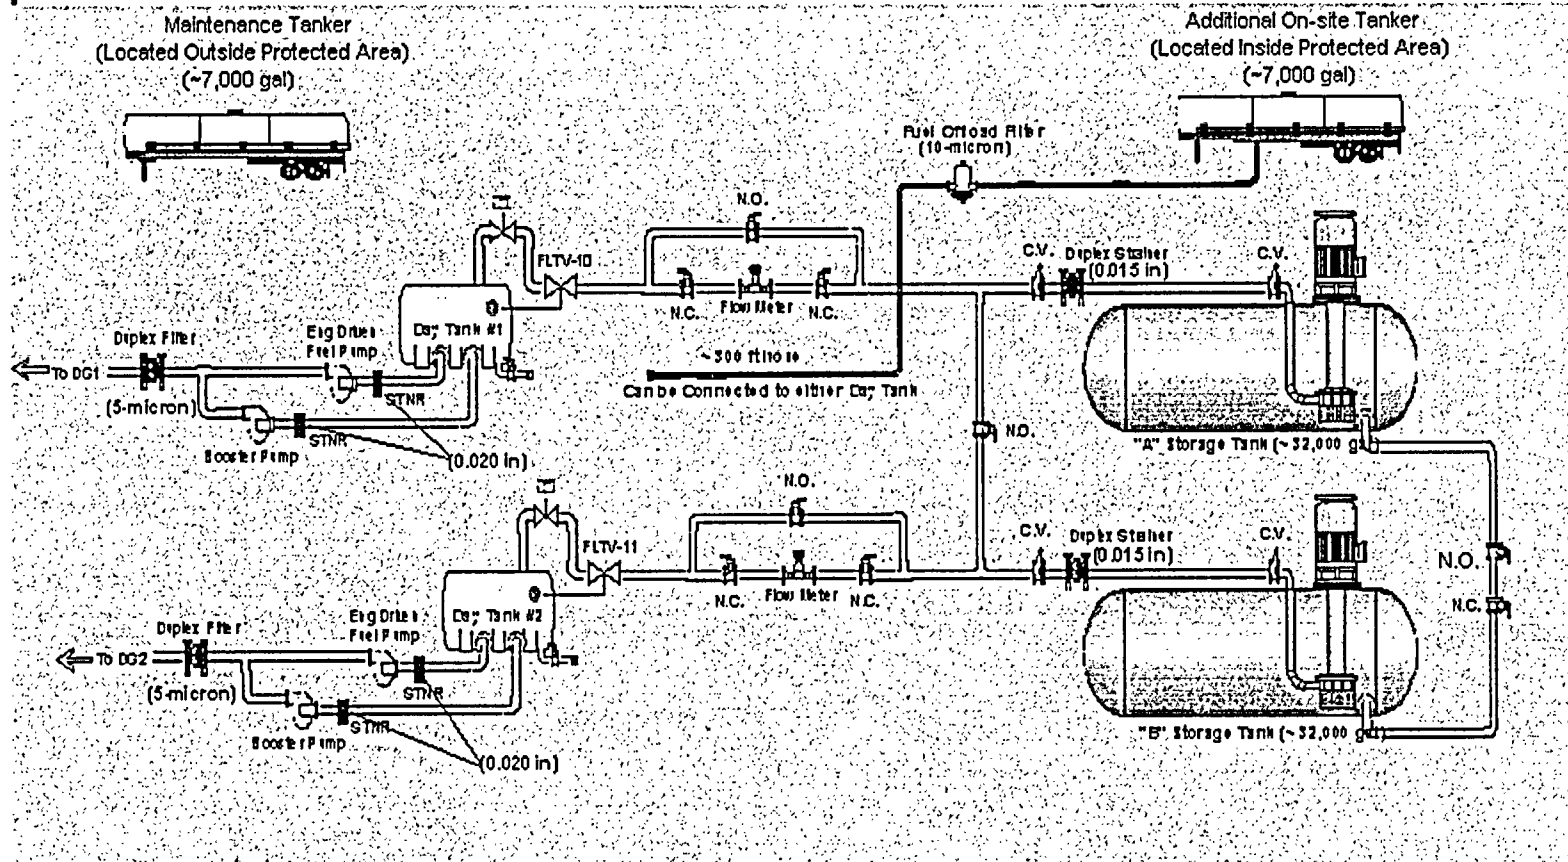 Maintenance Tanker
(Located Outside Protected Area)
(~7,000 gal)
Additional On-site Tanker
(Located Inside Protected Area)
(~7,000 gal)
Fuel Offload Filter
(10-micron)
N.O.
FLTV-10
C.V.
Duplex Strainer
(0.015 in)
C.V.
N.C.
Flow Meter
N.C.
Day Tank #1
Duplex Filter
Eng Driven
Fuel Pump
~300 ft hose
Can be Connected to either Day Tank
To DG1
(5-micron)
STNR
STNR
Booster Pump
(0.020 in)
N.O.
"A" Storage Tank (~32,000 gal)
N.O.
FLTV-11
C.V.
Duplex Strainer
(0.015 in)
C.V.
N.O.
N.C.
Flow Meter
N.C.
N.C.
Day Tank #2
Duplex Filter
Eng Driven
Fuel Pump
To DG2
(5-micron)
STNR
STNR
Booster Pump
(0.020 in)
"B" Storage Tank (~32,000 gal)